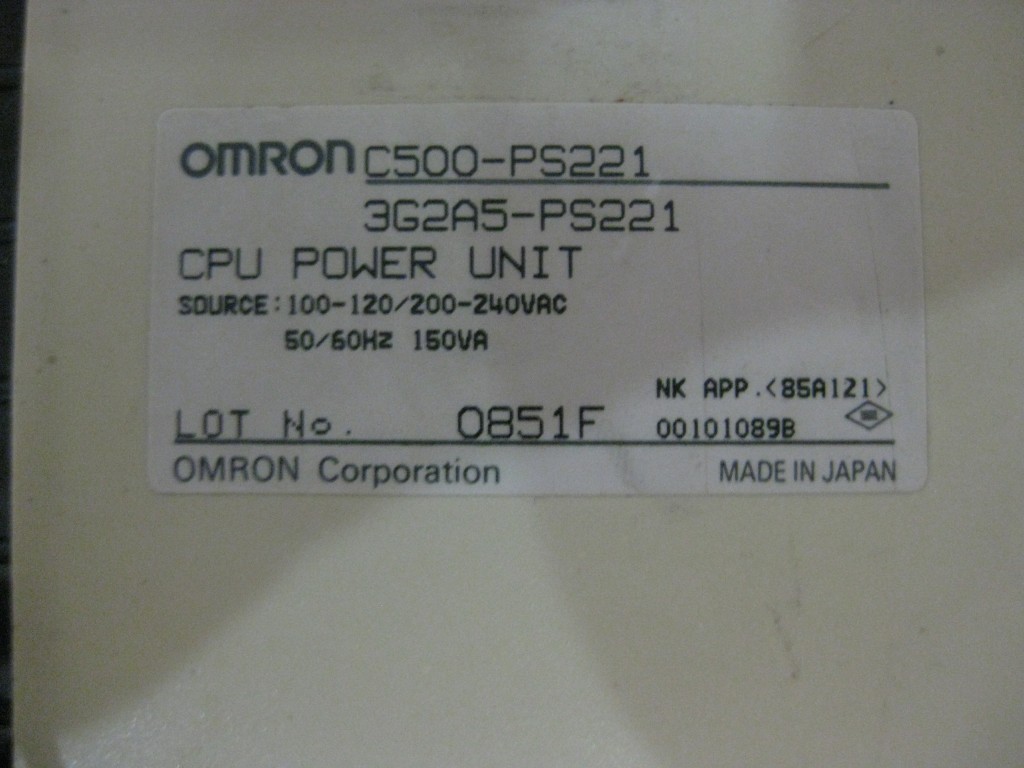 OMRON C500-PS221
3G2A5-PS221
CPU POWER UNIT
SOURCE:100-120/200-240VAC
50/60Hz 150VA
NK APP.<85A121>
LOT No. 0851F 00101089B
OMRON Corporation MADE IN JAPAN